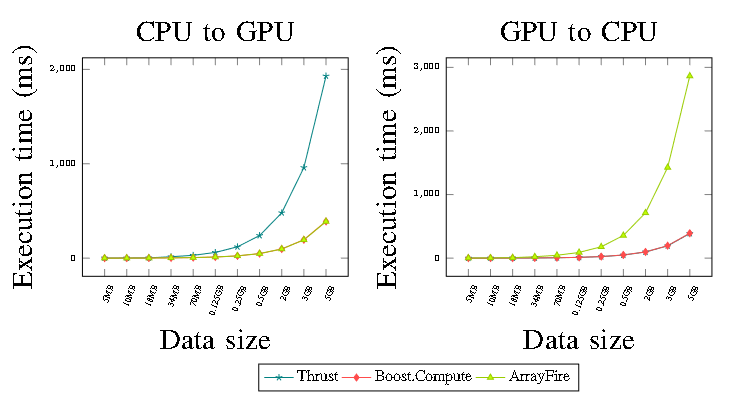 CPU to GPU
Execution time (ms)
2,000
1,000
0
5MB 10MB 18MB 34MB 70MB 0.125GB 0.25GB 0.5GB 2GB 3GB 5GB
Data size
GPU to CPU
Execution time (ms)
3,000
2,000
1,000
0
5MB 10MB 18MB 34MB 70MB 0.125GB 0.25GB 0.5GB 2GB 3GB 5GB
Data size
Thrust Boost.Compute ArrayFire